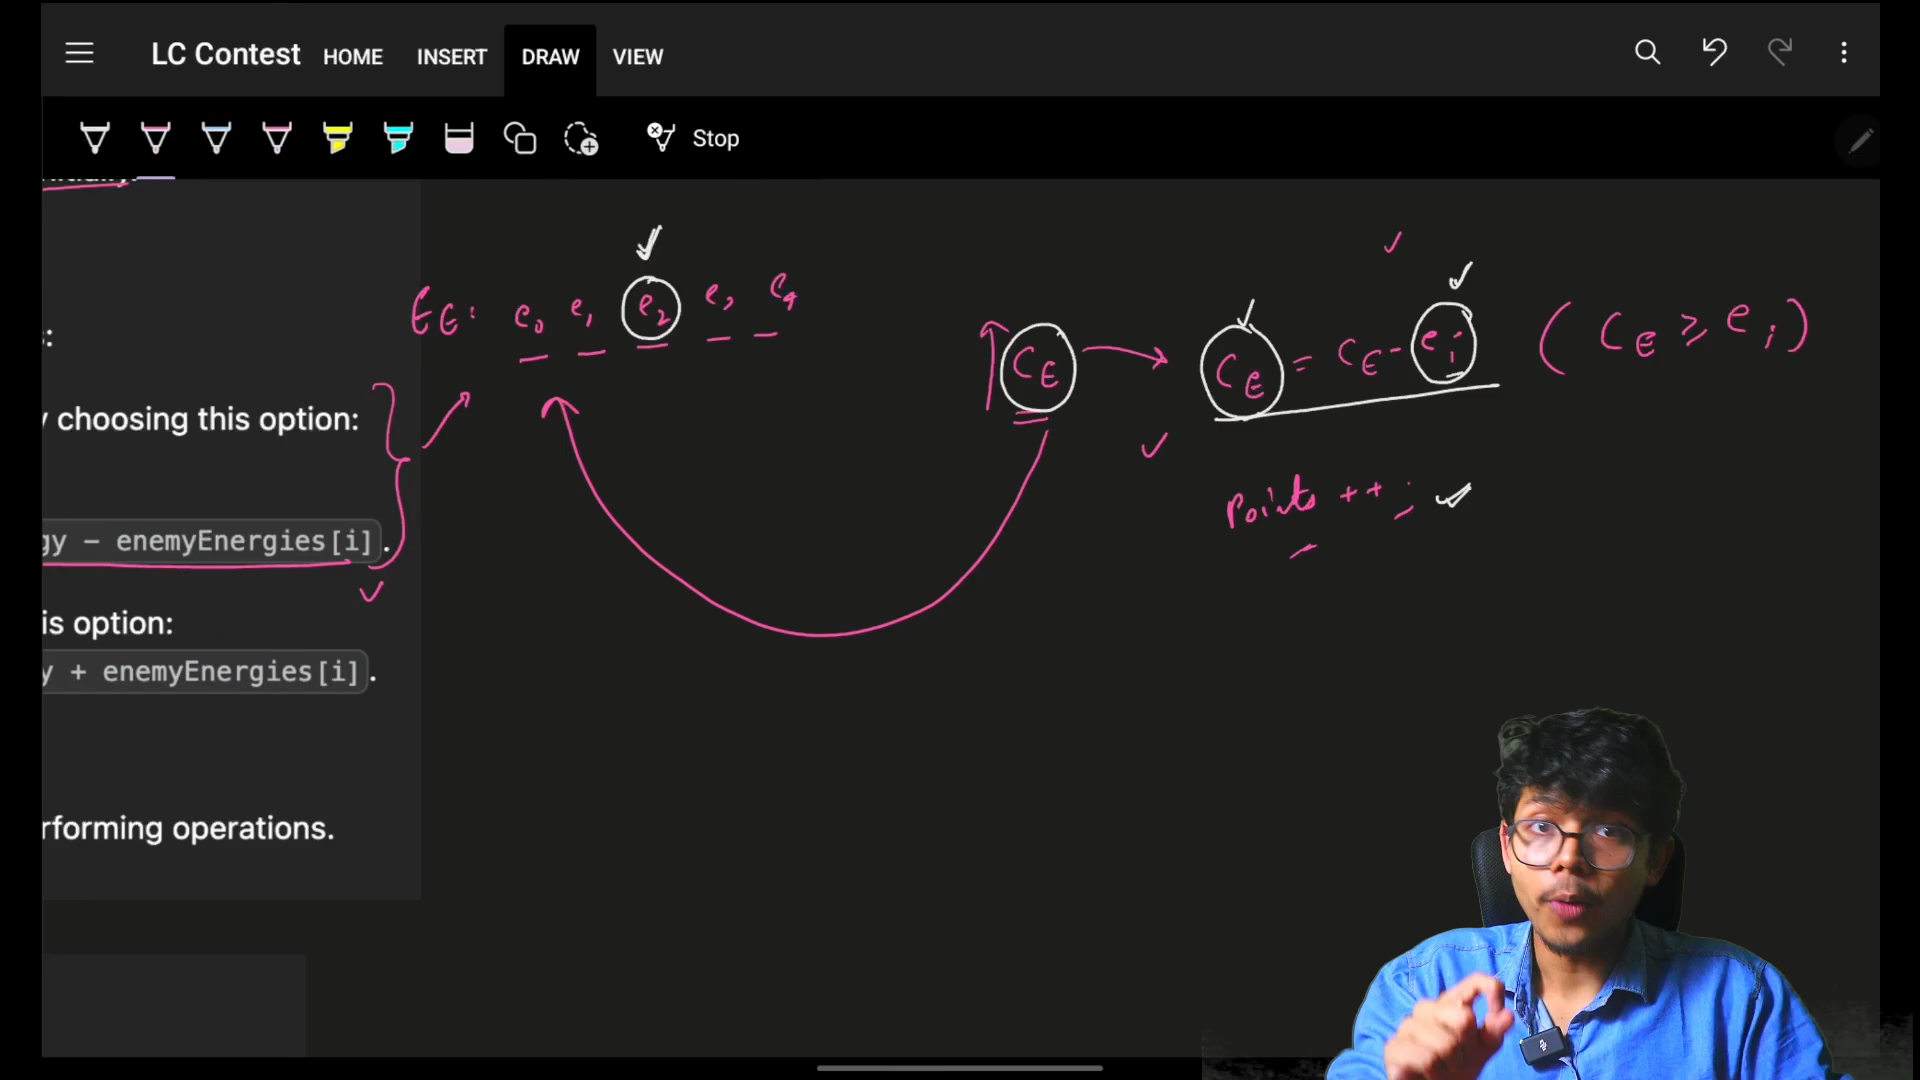 LC Contest HOME INSERT DRAW VIEW
Stop
:
EE: e0 e1 e2 e3 e4
CE
CE = CE - ei (CE ≥ ei)
choosing this option:
Points ++;
gy − enemyEnergies[i].
is option:
y + enemyEnergies[i].
rforming operations.